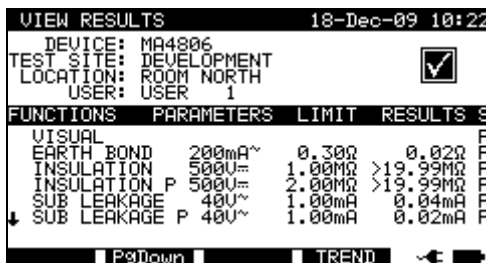 VIEW RESULTS 18-Dec-09 10:22
DEVICE: MA4806
TEST SITE: DEVELOPMENT
LOCATION: ROOM NORTH
USER: USER 1
FUNCTIONS PARAMETERS LIMIT RESULTS S
VISUAL P
EARTH BOND 200mA~ 0.30Ω 0.02Ω P
INSULATION 500V⎓ 1.00MΩ >19.99MΩ P
INSULATION P 500V⎓ 2.00MΩ >19.99MΩ P
SUB LEAKAGE 40V~ 1.00mA 0.04mA P
SUB LEAKAGE P 40V~ 1.00mA 0.02mA P
PgDown TREND